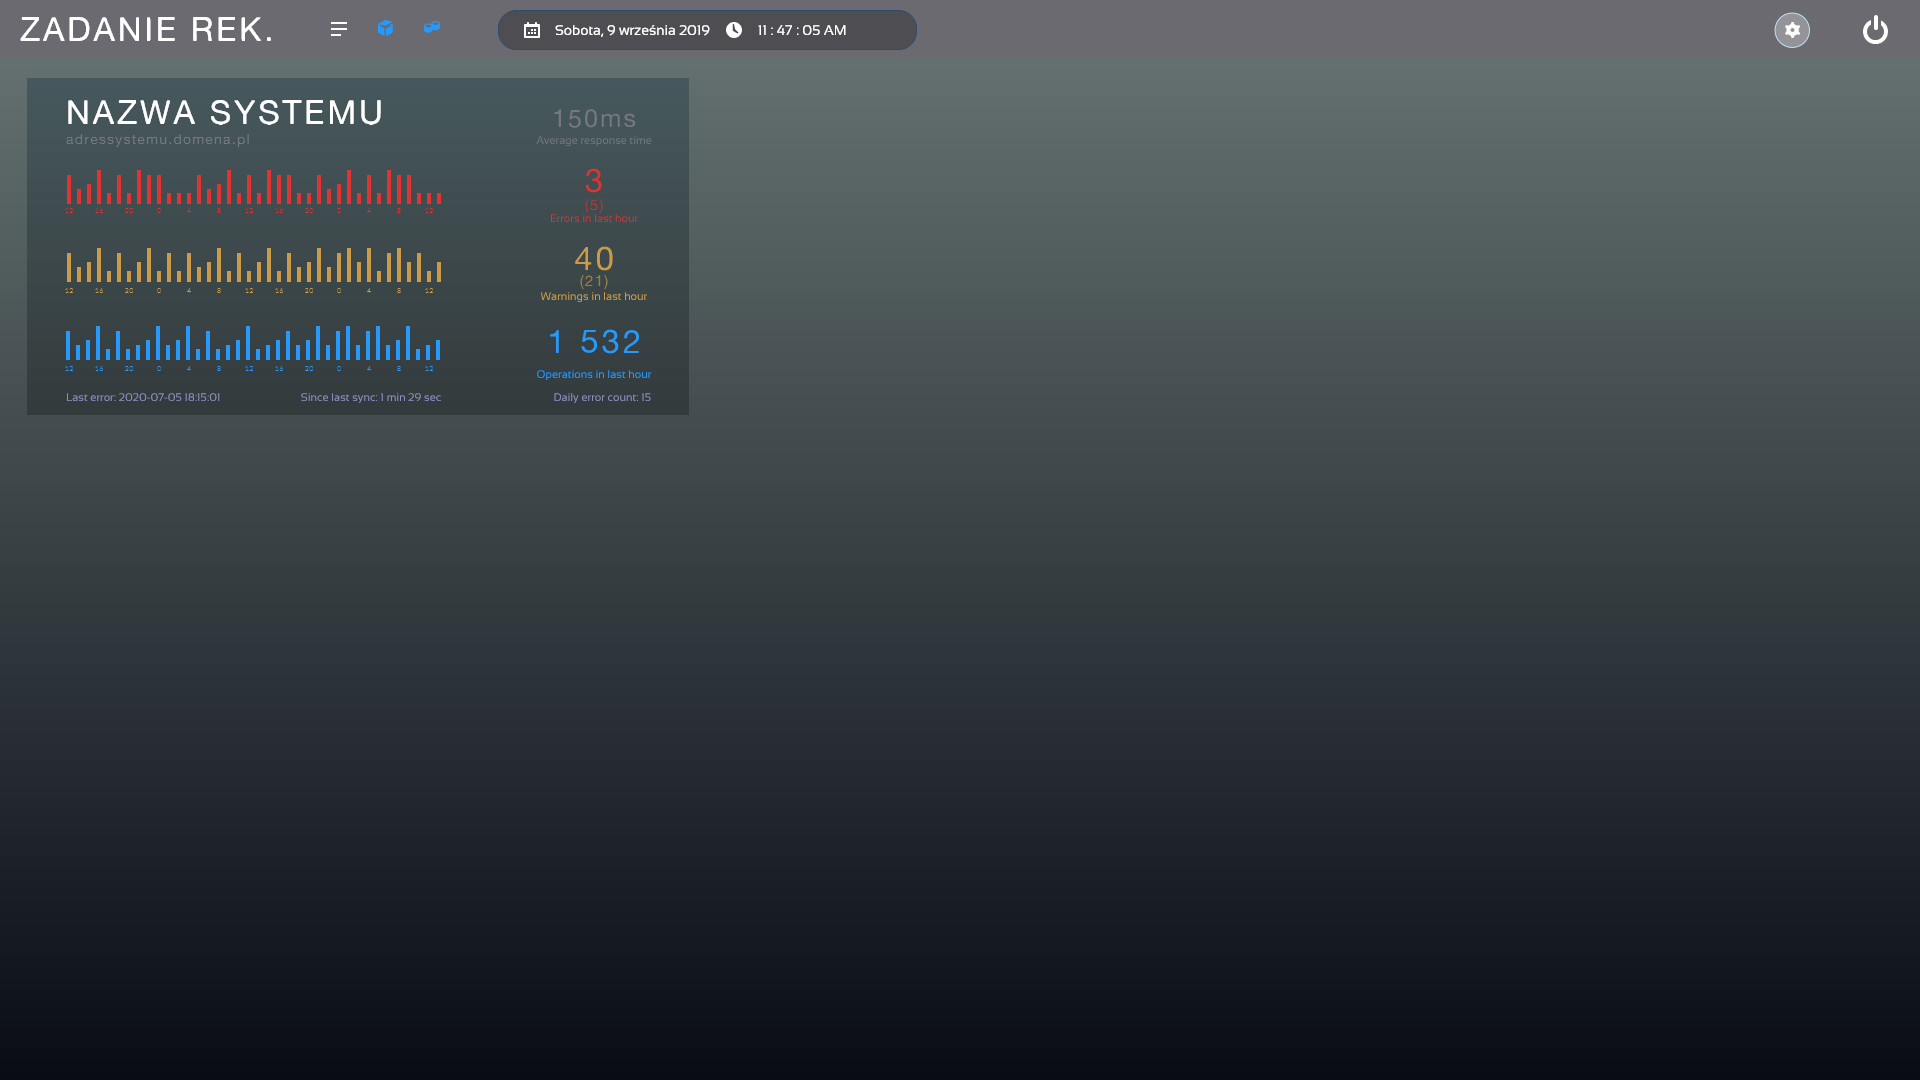 ZADANIE REK.
Sobota, 9 września 2019 11 : 47 : 05 AM
NAZWA SYSTEMU
adressystemu.domena.pl
150ms
Average response time
12 16 20 0 4 8 12 16 20 0 4 8 12
3
(5)
Errors in last hour
12 16 20 0 4 8 12 16 20 0 4 8 12
40
(21)
Warnings in last hour
12 16 20 0 4 8 12 16 20 0 4 8 12
1 532
Operations in last hour
Last error: 2020-07-05 18:15:01
Since last sync: 1 min 29 sec
Daily error count: 15